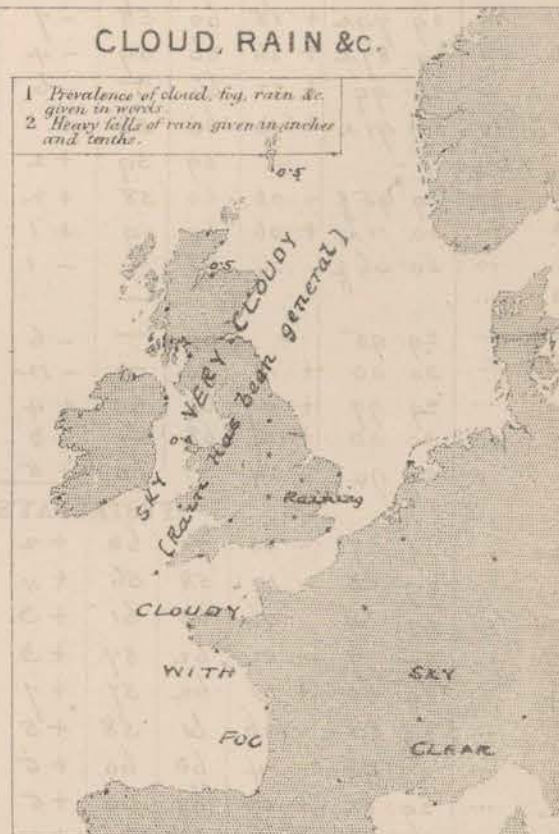 CLOUD, RAIN &c.
1 Prevalence of cloud, fog, rain &c.
given in words.
2 Heavy falls of rain given in inches
and tenths.
0·5
0·5
SKY VERY CLOUDY
(Rain has been general)
Raining
CLOUDY
WITH
FOG
SKY
CLEAR